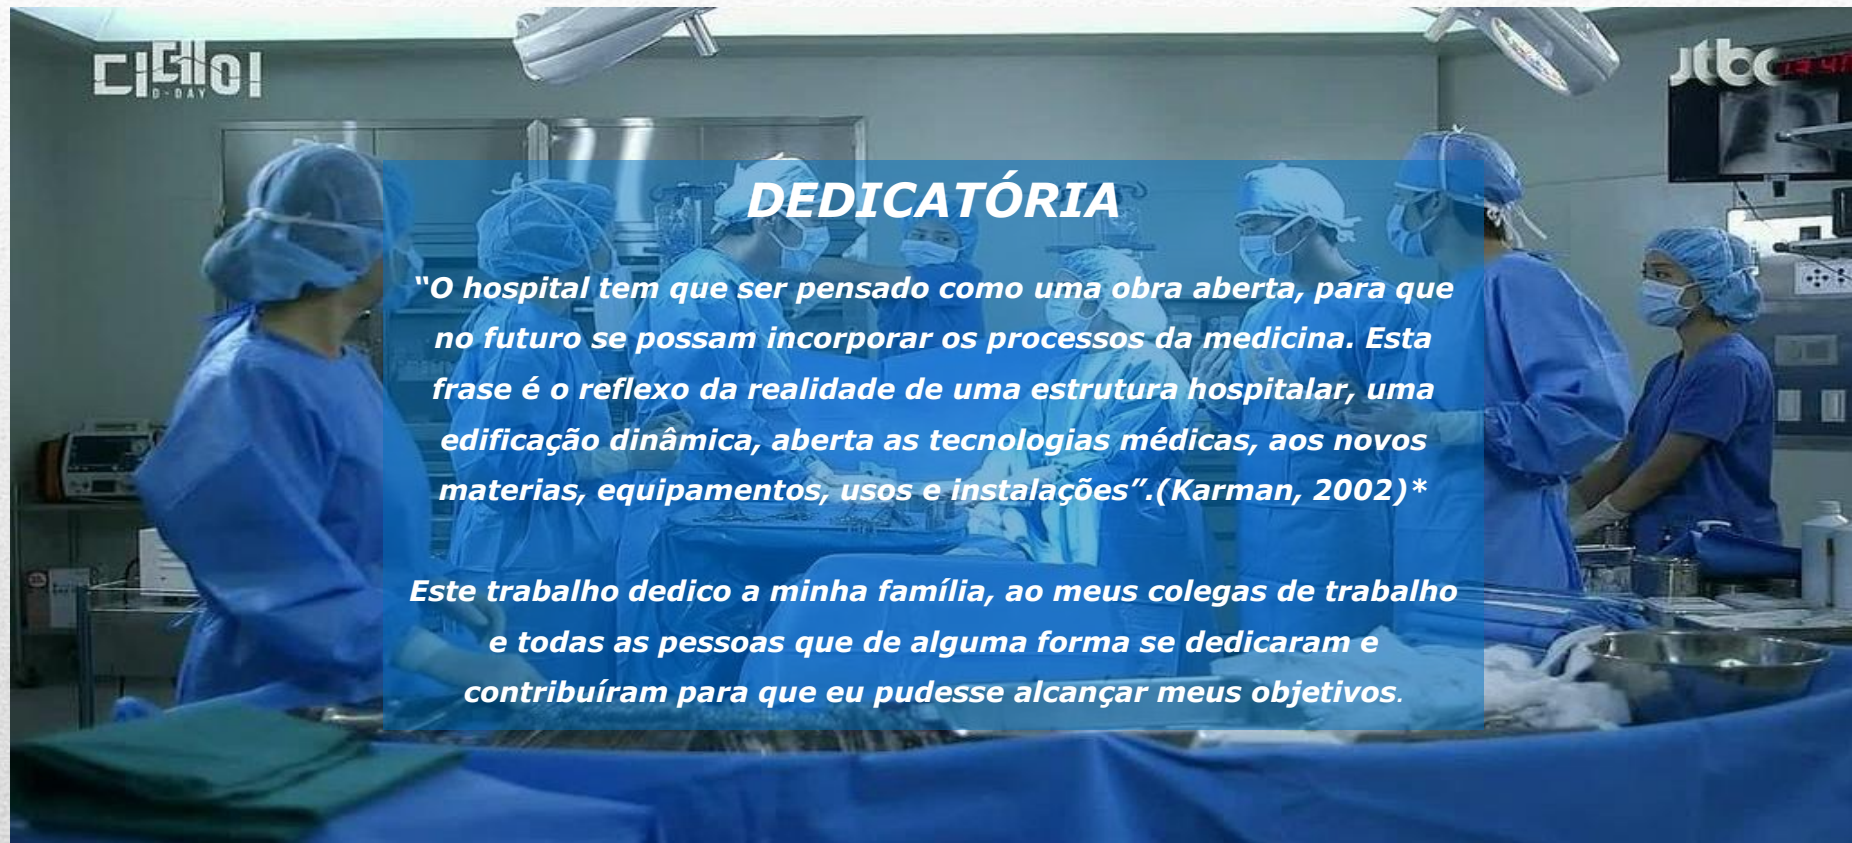 디데이
D-DAY
jtbc
13 41
DEDICATÓRIA
“O hospital tem que ser pensado como uma obra aberta, para que
no futuro se possam incorporar os processos da medicina. Esta
frase é o reflexo da realidade de uma estrutura hospitalar, uma
edificação dinâmica, aberta as tecnologias médicas, aos novos
materias, equipamentos, usos e instalações”.(Karman, 2002)*
Este trabalho dedico a minha família, ao meus colegas de trabalho
e todas as pessoas que de alguma forma se dedicaram e
contribuíram para que eu pudesse alcançar meus objetivos.